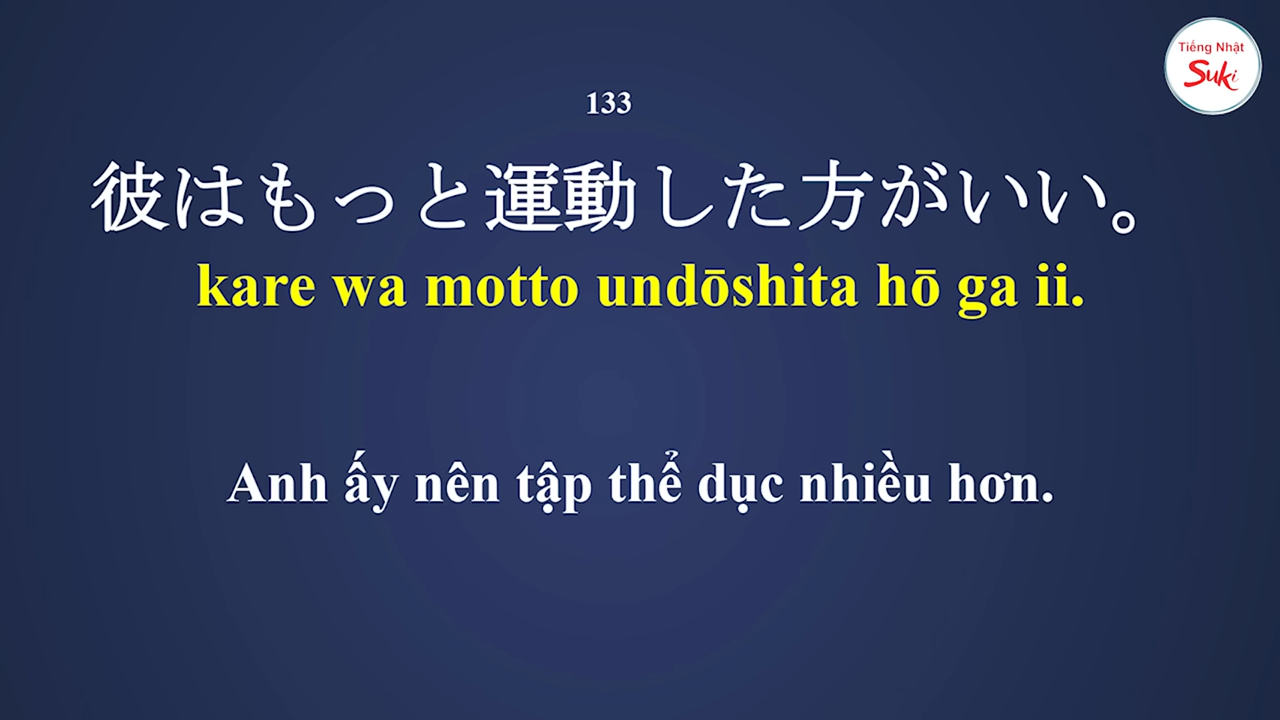 Tiếng Nhật
Suki
133
彼はもっと運動した方がいい。
kare wa motto undōshita hō ga ii.
Anh ấy nên tập thể dục nhiều hơn.